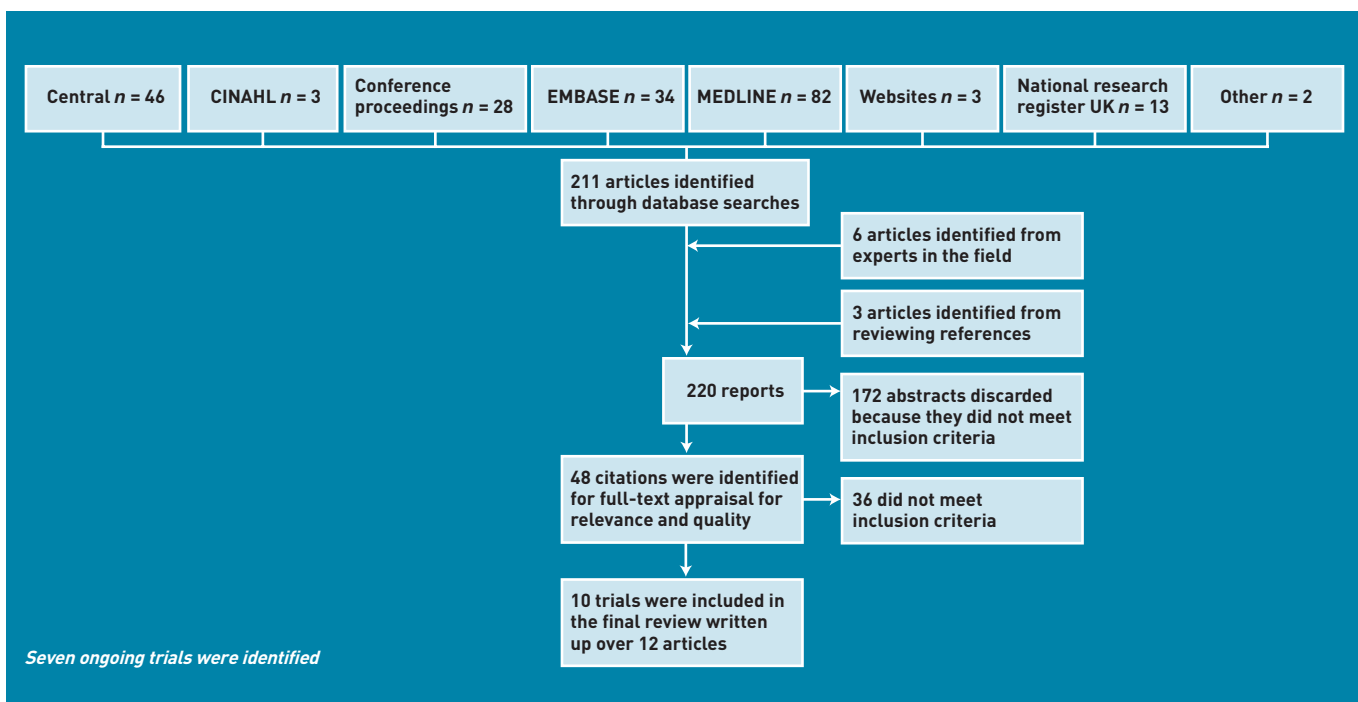 Central n = 46
CINAHL n = 3
Conference
proceedings n = 28
EMBASE n = 34
MEDLINE n = 82
Websites n = 3
National research
register UK n = 13
Other n = 2
211 articles identified
through database searches
6 articles identified from
experts in the field
3 articles identified from
reviewing references
220 reports
172 abstracts discarded
because they did not meet
inclusion criteria
48 citations were identified
for full-text appraisal for
relevance and quality
36 did not meet
inclusion criteria
10 trials were included in
the final review written
up over 12 articles
Seven ongoing trials were identified